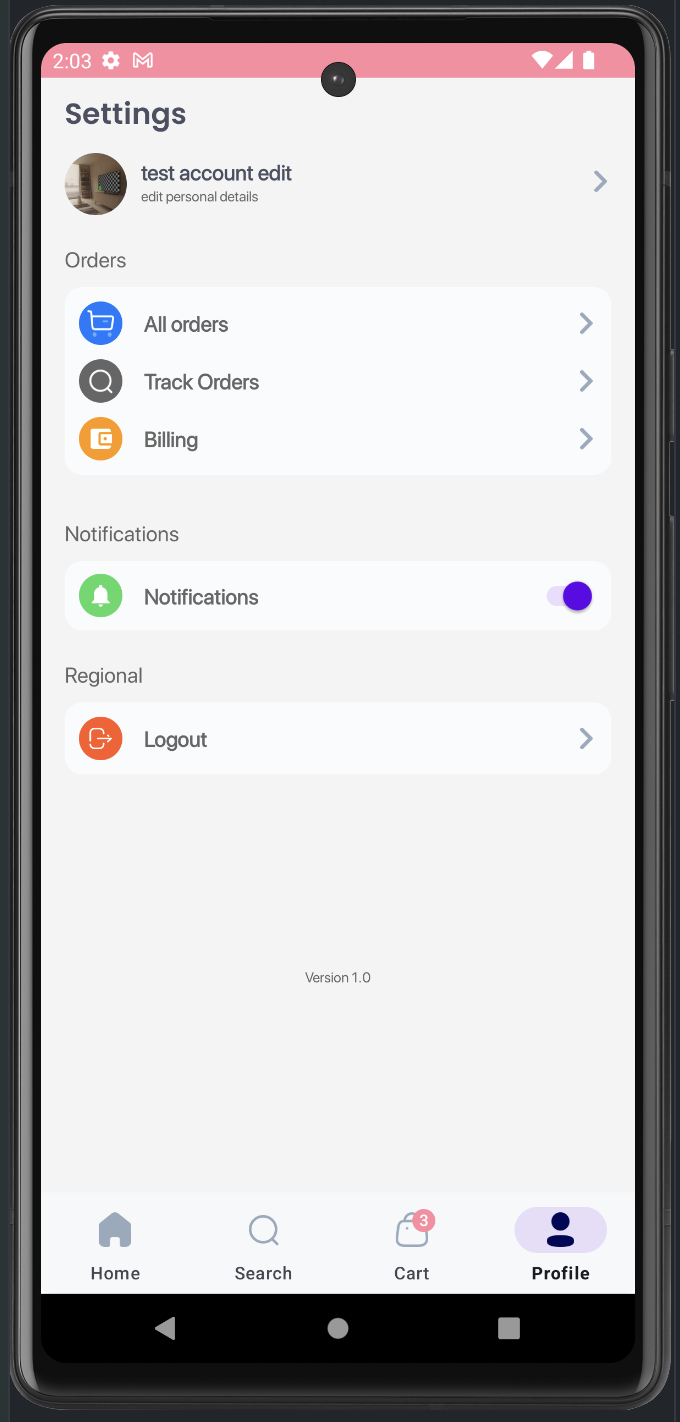 2:03
Settings
test account edit
edit personal details
Orders
All orders
Track Orders
Billing
Notifications
Notifications
Regional
Logout
Version 1.0
3
Home Search Cart Profile